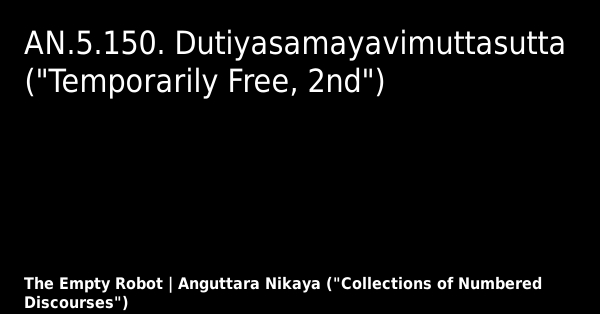 AN.5.150. Dutiyasamayavimuttasutta
("Temporarily Free, 2nd")
The Empty Robot | Anguttara Nikaya ("Collections of Numbered
Discourses")